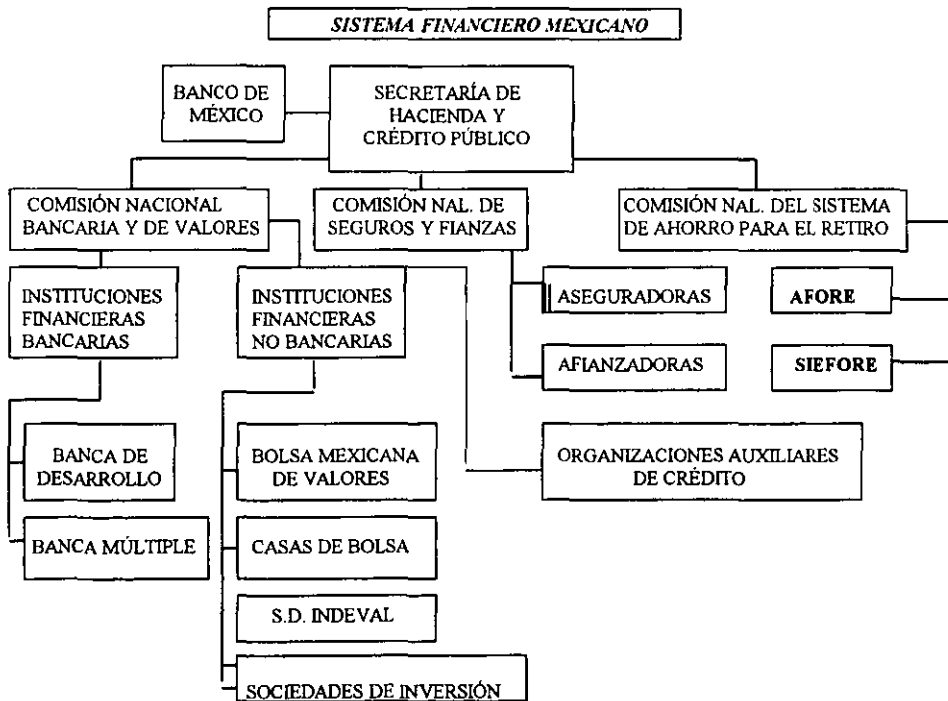 SISTEMA FINANCIERO MEXICANO
BANCO DE
MÉXICO
SECRETARÍA DE
HACIENDA Y
CRÉDITO PÚBLICO
COMISIÓN NACIONAL
BANCARIA Y DE VALORES
COMISIÓN NAL. DE
SEGUROS Y FIANZAS
COMISIÓN NAL. DEL SISTEMA
DE AHORRO PARA EL RETIRO
INSTITUCIONES
FINANCIERAS
BANCARIAS
INSTITUCIONES
FINANCIERAS
NO BANCARIAS
ASEGURADORAS
AFORE
AFIANZADORAS
SIEFORE
BANCA DE
DESARROLLO
BOLSA MEXICANA
DE VALORES
ORGANIZACIONES AUXILIARES
DE CRÉDITO
BANCA MÚLTIPLE
CASAS DE BOLSA
S.D. INDEVAL
SOCIEDADES DE INVERSIÓN